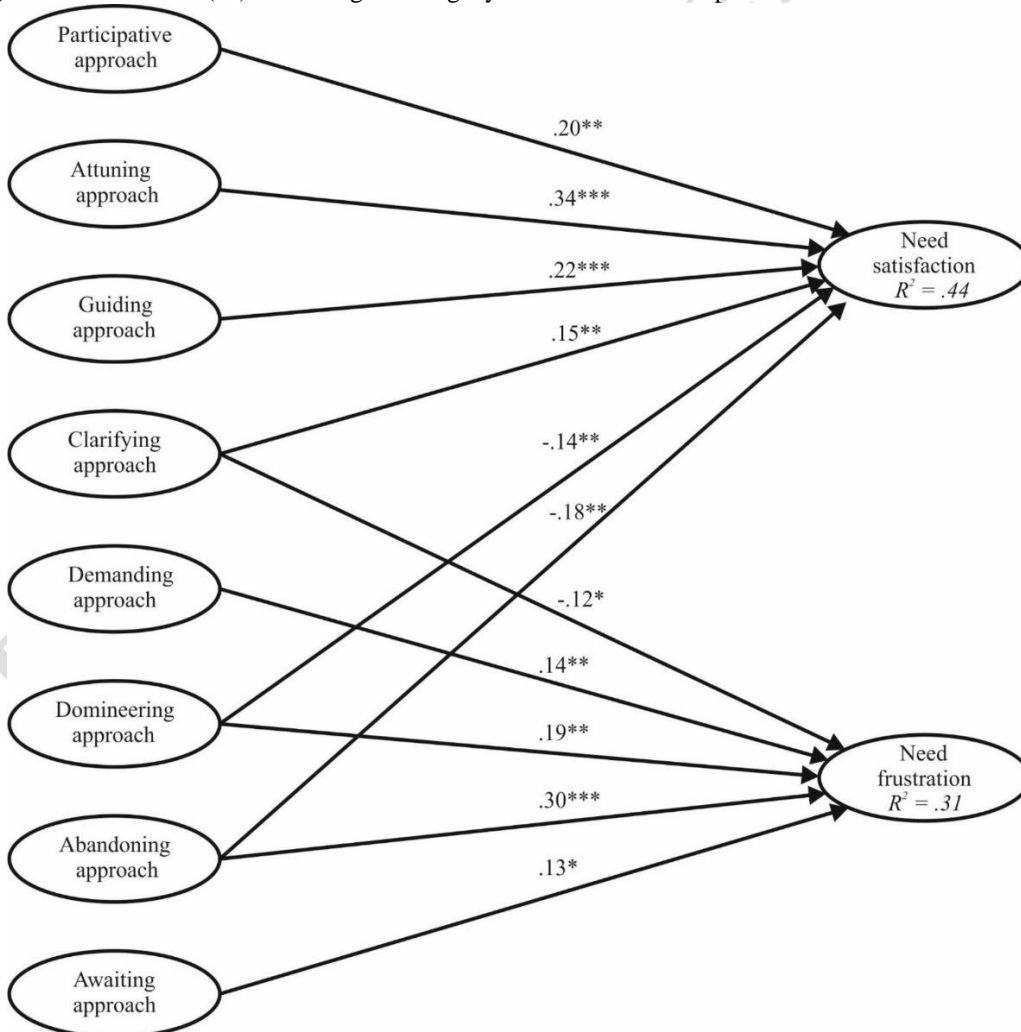 Participative
approach
.20**
Attuning
approach
.34***
Need
satisfaction
R² = .44
Guiding
approach
.22***
.15**
Clarifying
approach
-.14**
-.18**
Demanding
approach
-.12*
.14**
Domineering
approach
.19**
Need
frustration
R² = .31
.30***
Abandoning
approach
.13*
Awaiting
approach